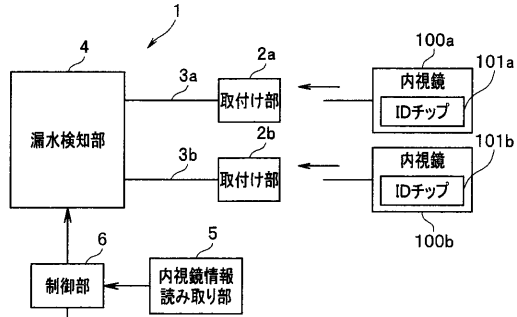 1
4
2a
100a
101a
3a
取付け部
内視鏡
IDチップ
漏水検知部
2b
101b
3b
取付け部
内視鏡
IDチップ
100b
6
5
制御部
内視鏡情報
読み取り部